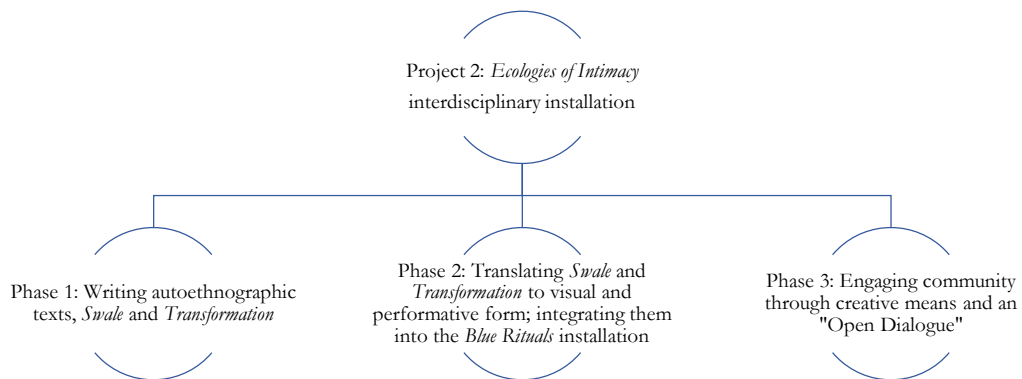 Project 2: Ecologies of Intimacy
interdisciplinary installation
Phase 1: Writing autoethnographic
texts, Swale and Transformation
Phase 2: Translating Swale and
Transformation to visual and
performative form; integrating them
into the Blue Rituals installation
Phase 3: Engaging community
through creative means and an
"Open Dialogue"